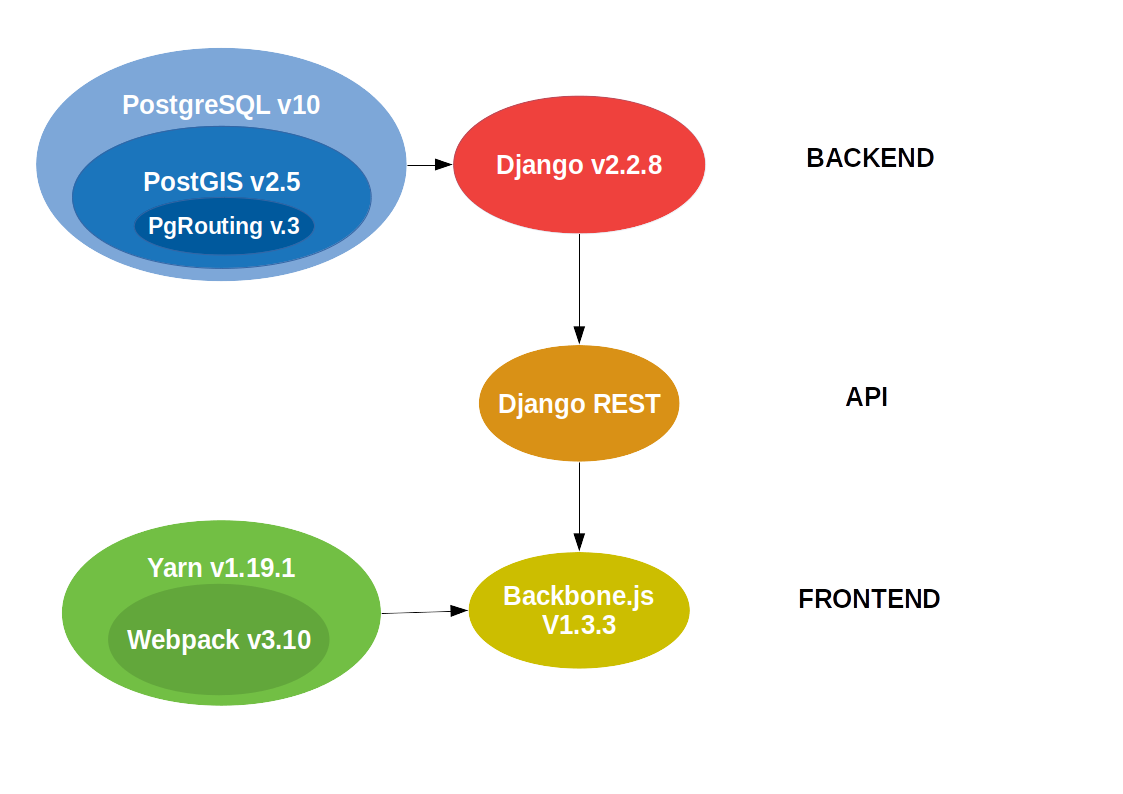 PostgreSQL v10
PostGIS v2.5
PgRouting v.3
Django v2.2.8
BACKEND
Django REST
API
Yarn v1.19.1
Webpack v3.10
Backbone.js
V1.3.3
FRONTEND